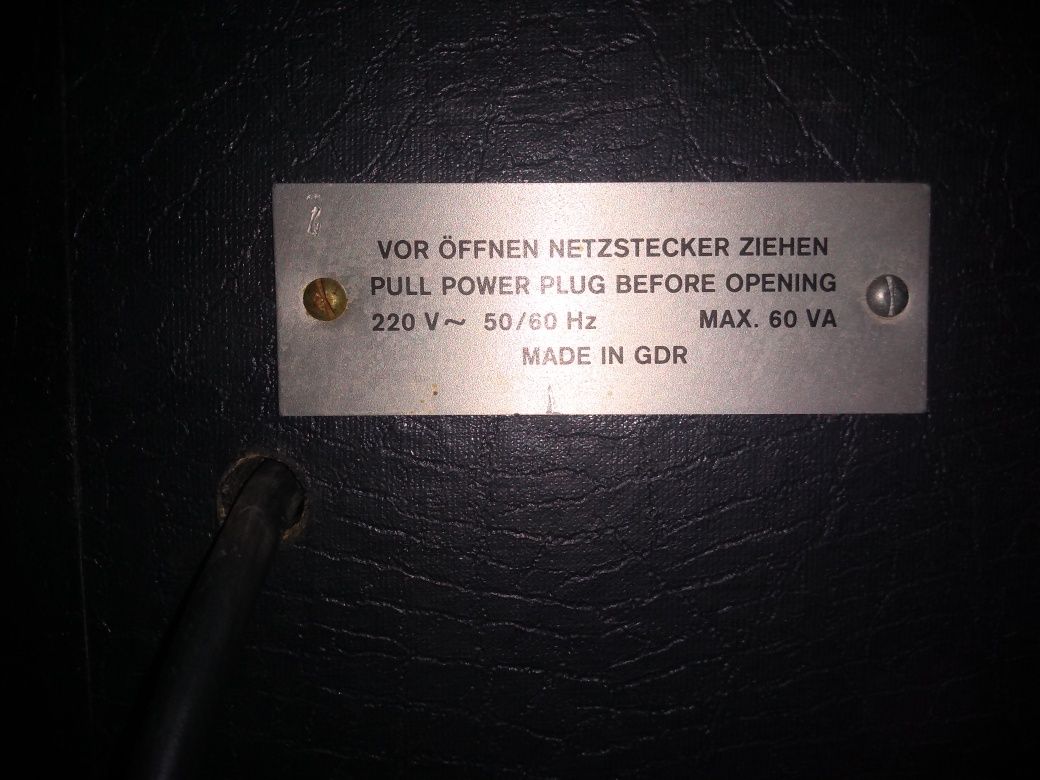 VOR ÖFFNEN NETZSTECKER ZIEHEN
PULL POWER PLUG BEFORE OPENING
220 V~ 50/60 Hz MAX. 60 VA
MADE IN GDR